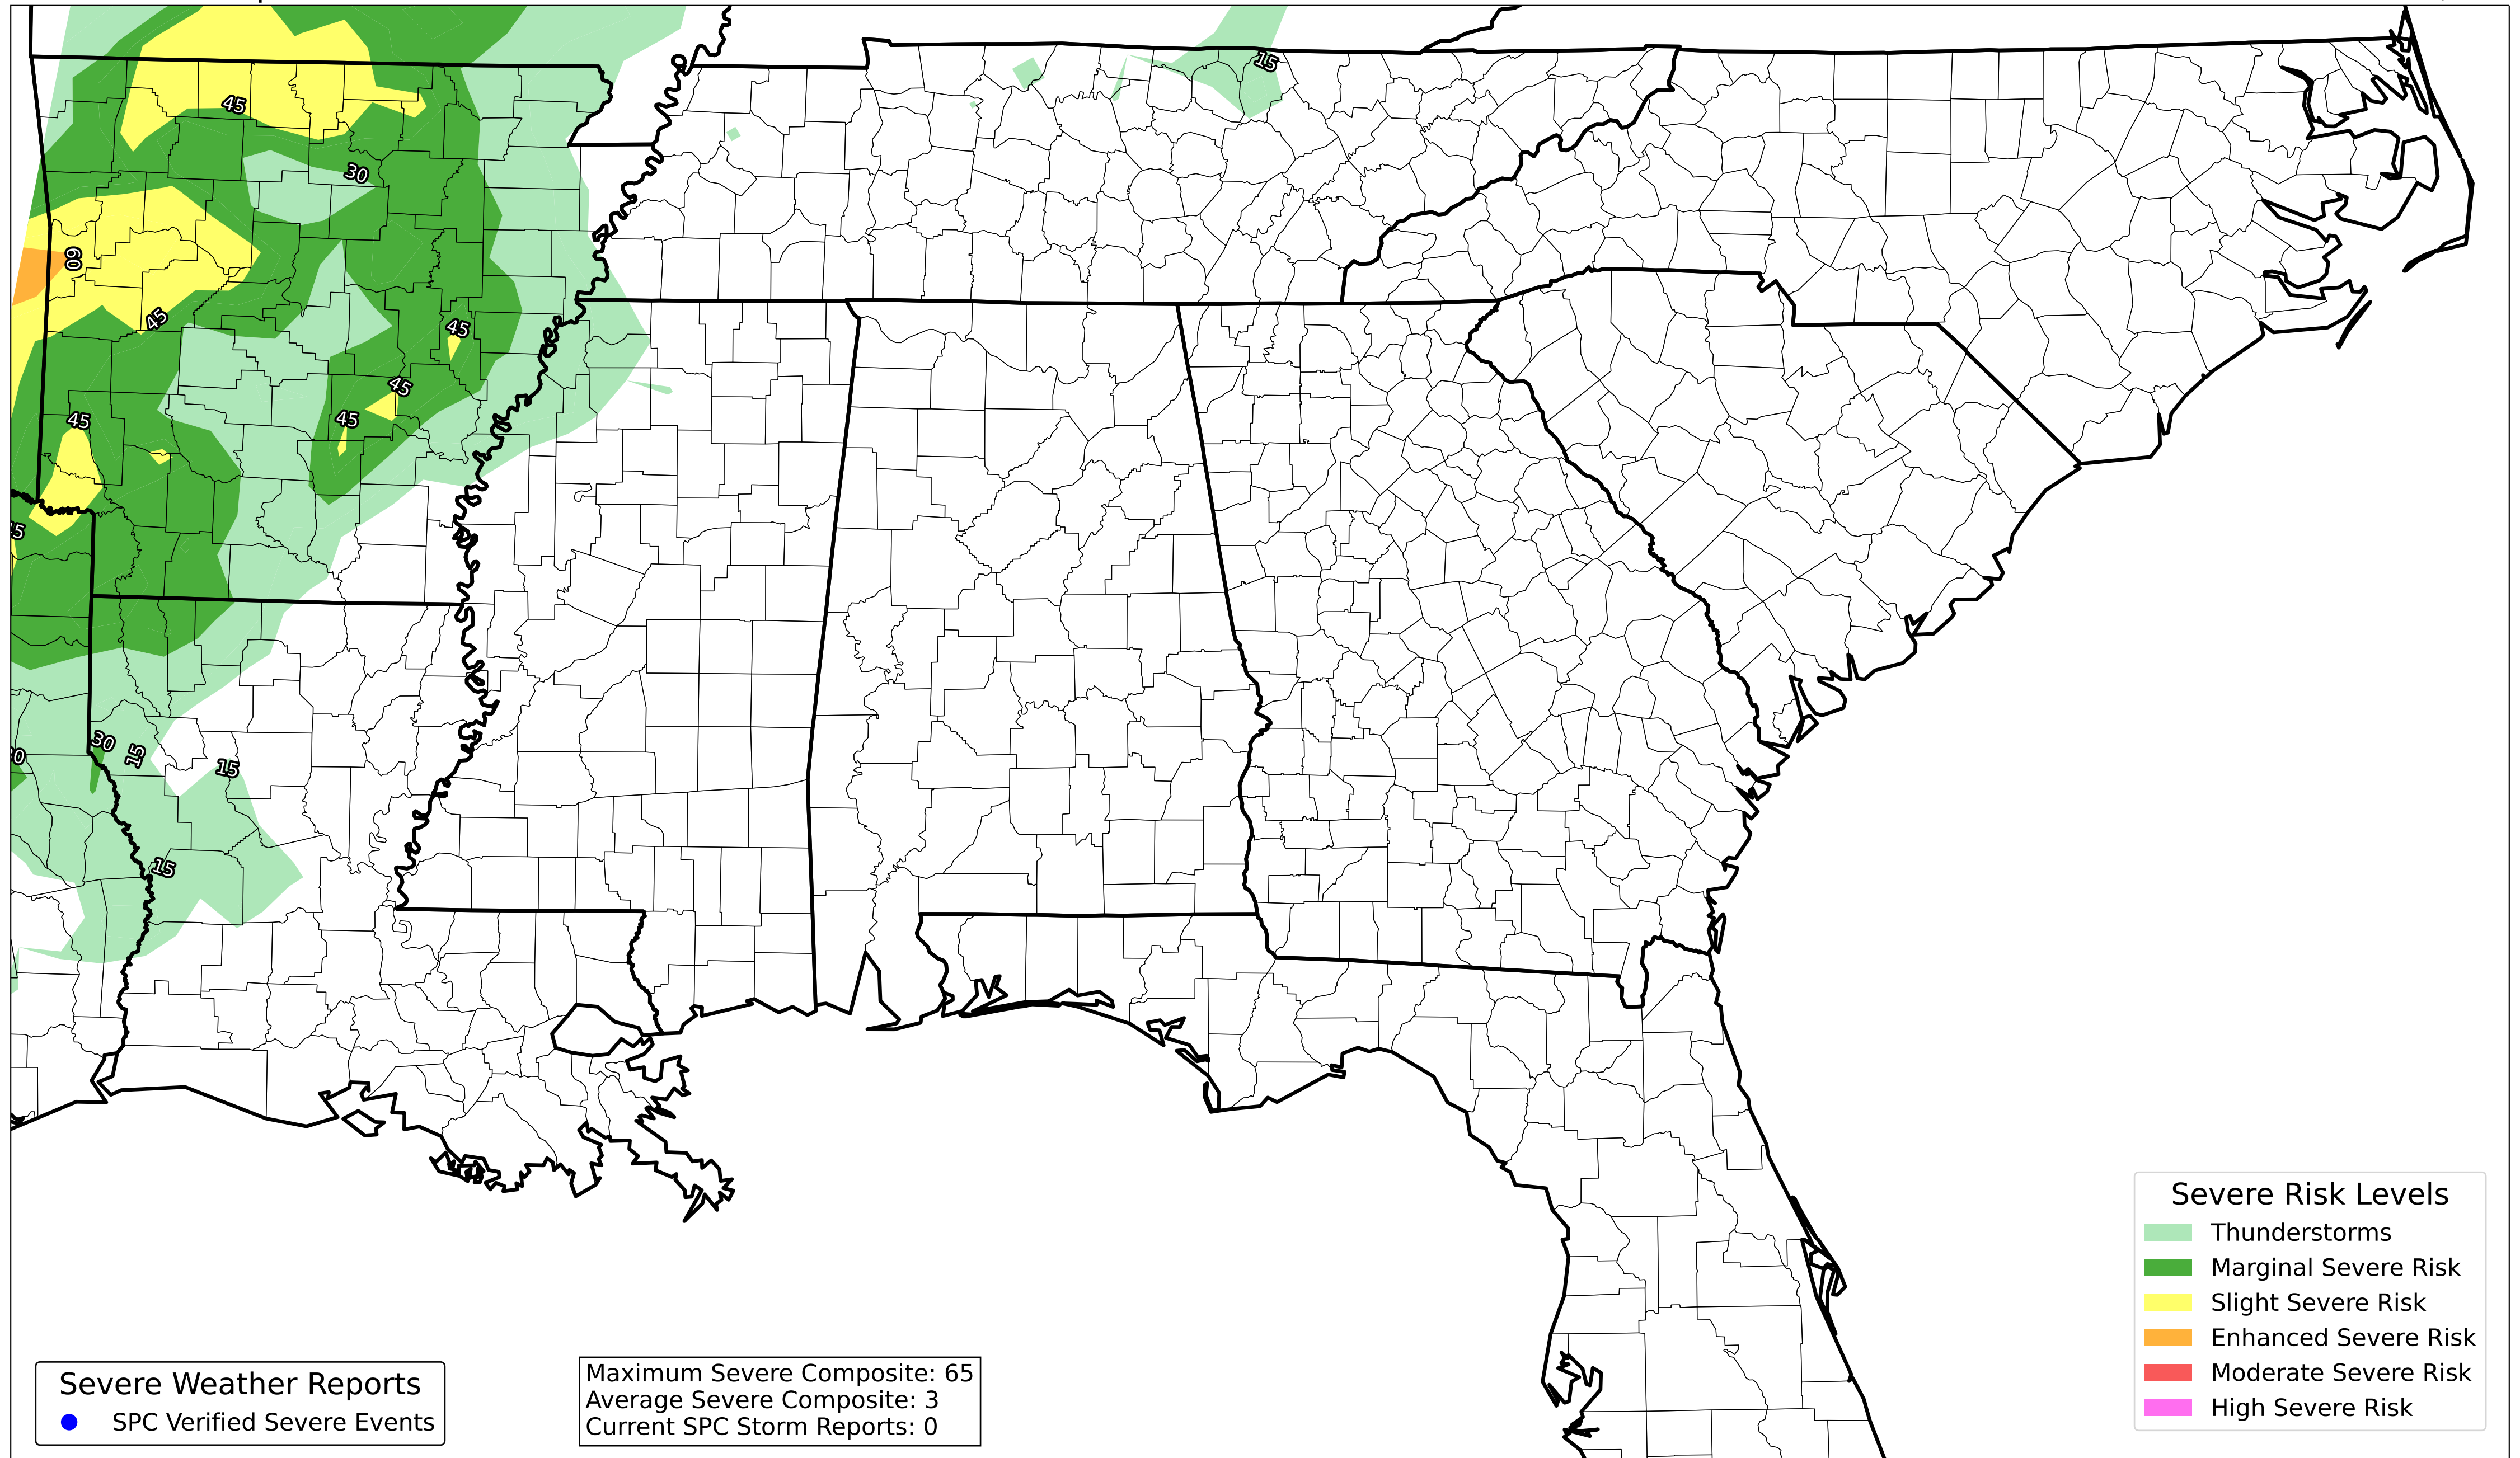 15
45
30
60
45
45
45
45
45
45
30
15
15
30
15
Severe Risk Levels
Thunderstorms
Marginal Severe Risk
Slight Severe Risk
Enhanced Severe Risk
Moderate Severe Risk
High Severe Risk
Severe Weather Reports
SPC Verified Severe Events
Maximum Severe Composite: 65
Average Severe Composite: 3
Current SPC Storm Reports: 0